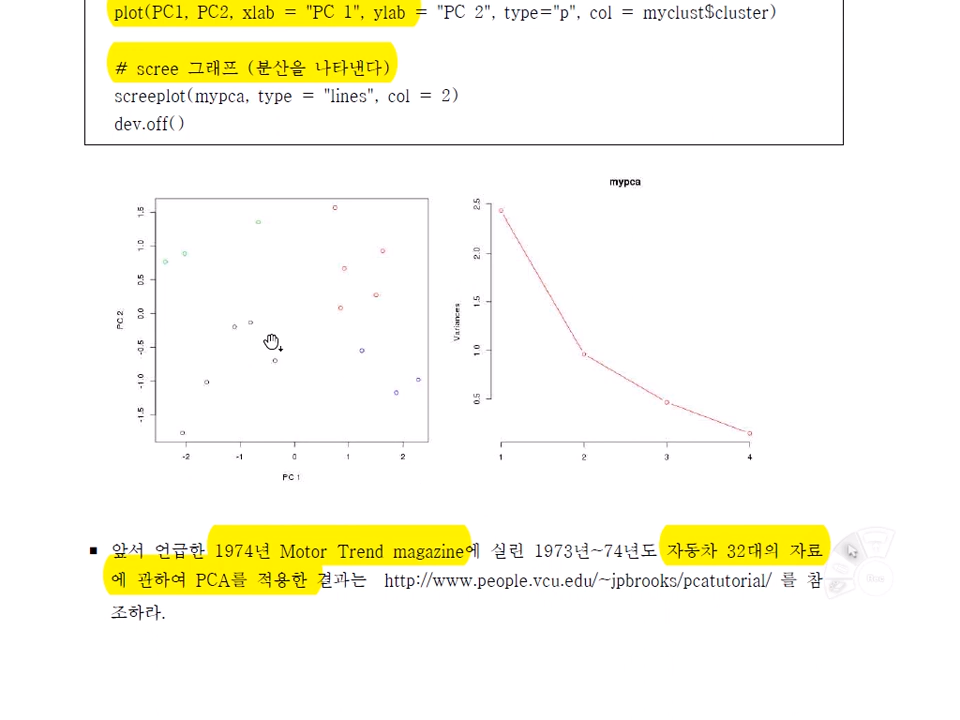 plot(PC1, PC2, xlab = "PC 1", ylab = "PC 2", type="p", col = myclust$cluster)
# scree 그래프 (분산을 나타낸다)
screeplot(mypca, type = "lines", col = 2)
dev.off()
mypca
PC 2
1.5
1.0
0.5
0.0
-0.5
-1.0
-1.5
-2 -1 0 1 2
PC 1
Variances
2.5
2.0
1.5
1.0
0.5
1 2 3 4
■ 앞서 언급한 1974년 Motor Trend magazine에 실린 1973년~74년도 자동차 32대의 자료
에 관하여 PCA를 적용한 결과는 http://www.people.vcu.edu/~jpbrooks/pcatutorial/ 를 참
조하라.